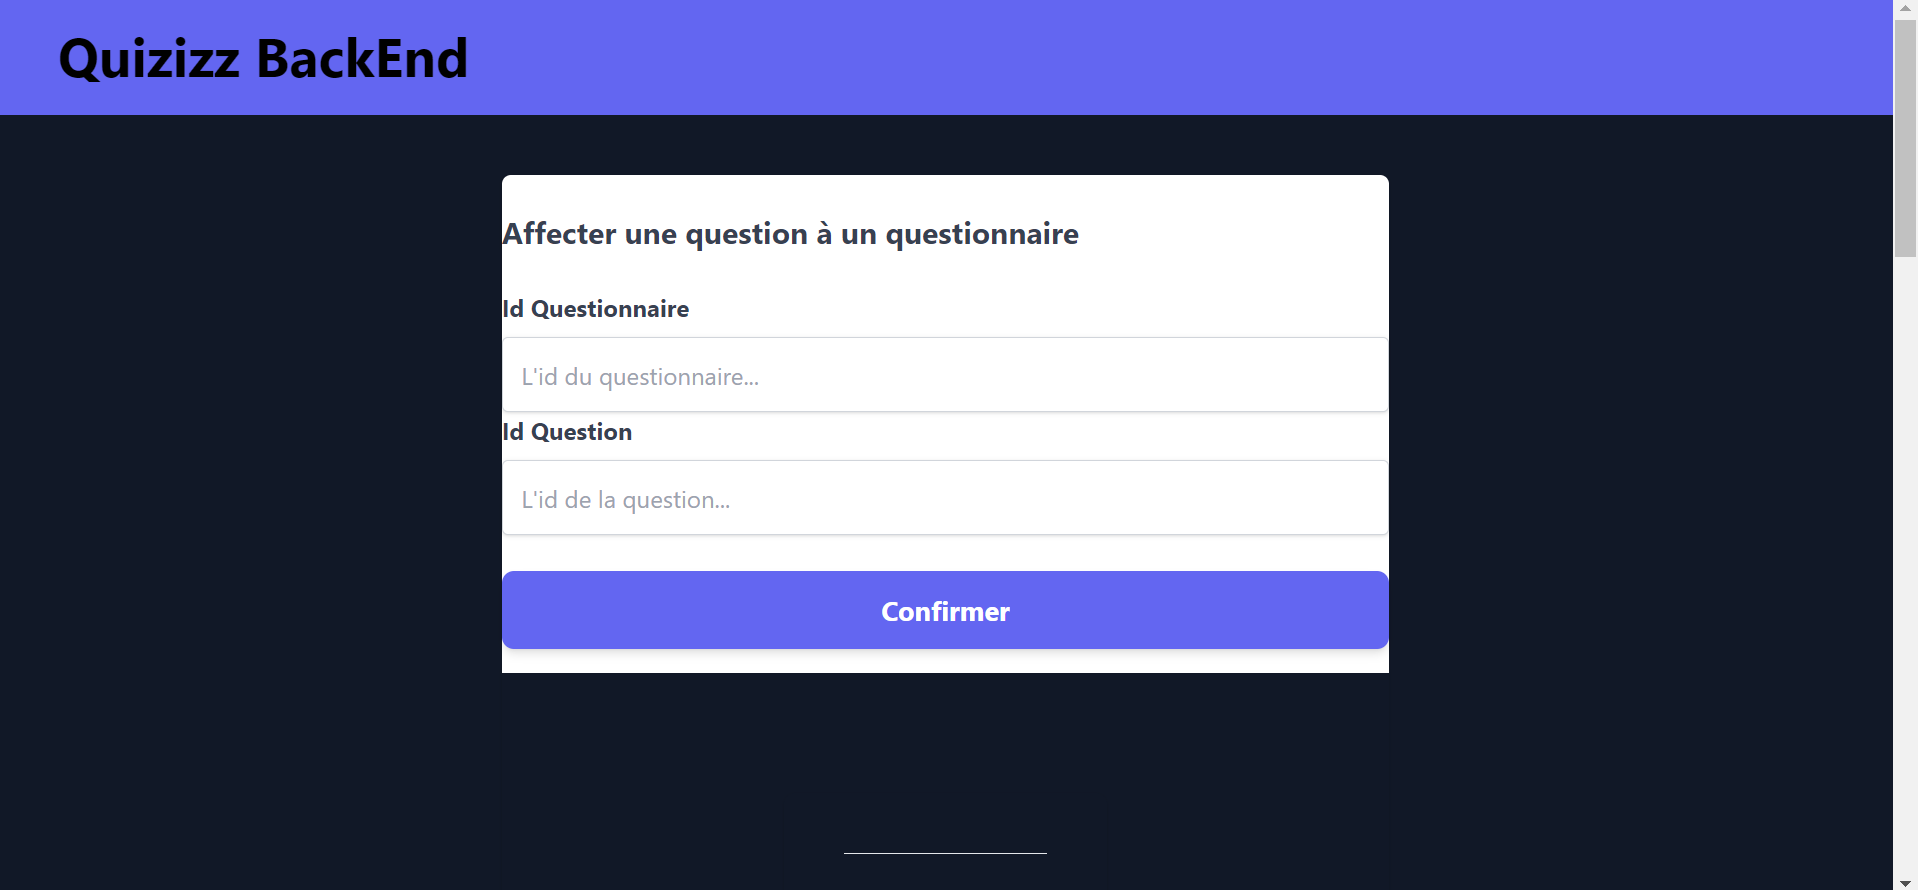 Quizizz BackEnd
Affecter une question à un questionnaire
Id Questionnaire
L'id du questionnaire...
Id Question
L'id de la question...
Confirmer